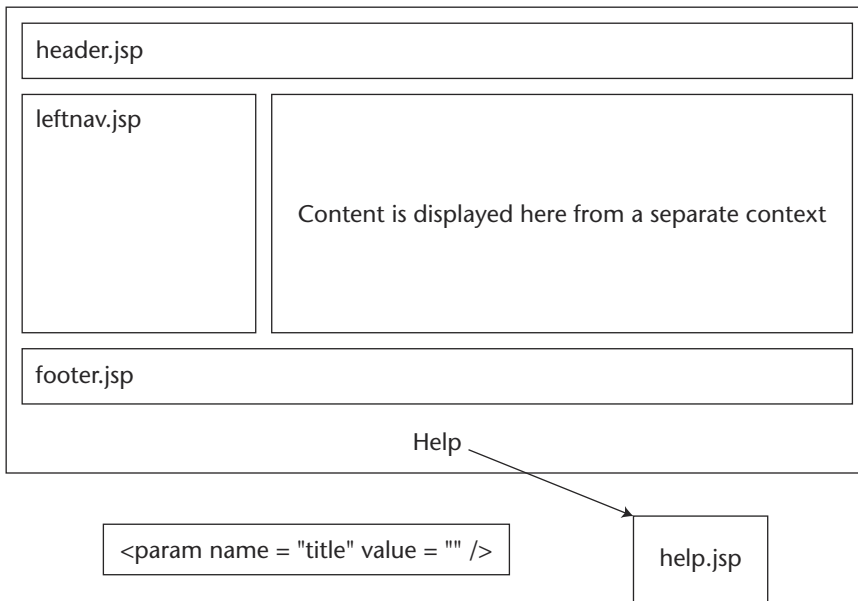 header.jsp
leftnav.jsp
Content is displayed here from a separate context
footer.jsp
Help
<param name = "title" value = "" />
help.jsp